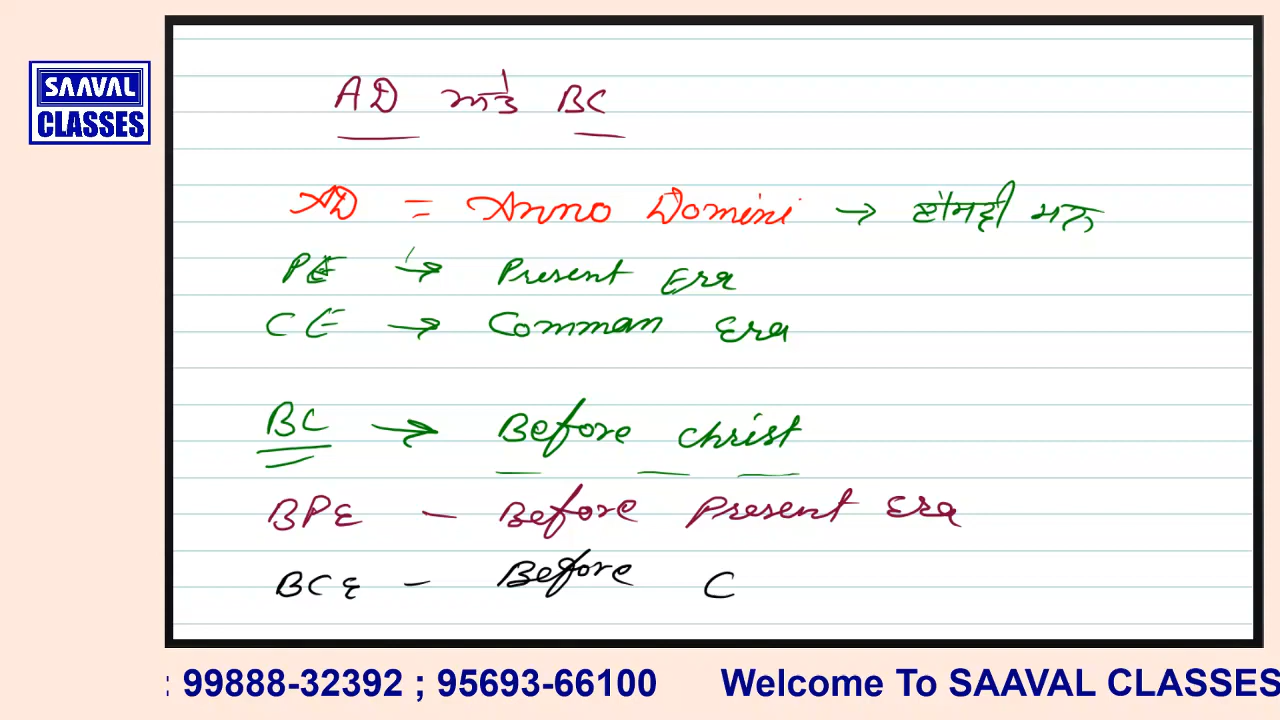 SAAVAL
CLASSES
AD ਅਤੇ BC
AD = Anno Domini → ਈਸਵੀ ਸਨ
PE → Present Era
CE → Comman Era
BC → Before Christ
BPE - Before Present Era
BCE - Before C
: 99888-32392 ; 95693-66100 Welcome To SAAVAL CLASSES